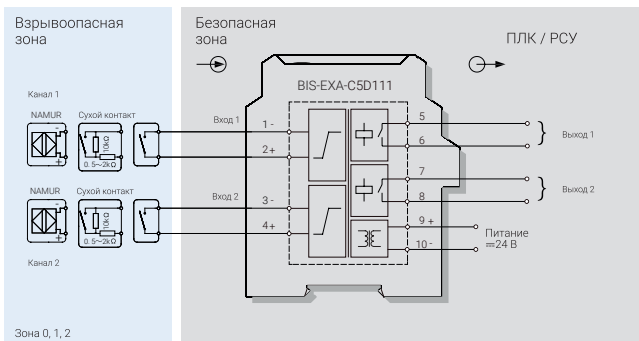 Взрывоопасная
зона
Безопасная
зона
ПЛК / РСУ
BIS-EXA-C5D111
Канал 1
NAMUR
Сухой контакт
10kΩ
0.5~2kΩ
Вход 1
1 -
2+
5
6
Выход 1
NAMUR
Сухой контакт
10kΩ
0.5~2kΩ
Вход 2
3 -
4+
7
8
Выход 2
9 +
10 -
Питание
24 В
Канал 2
Зона 0, 1, 2